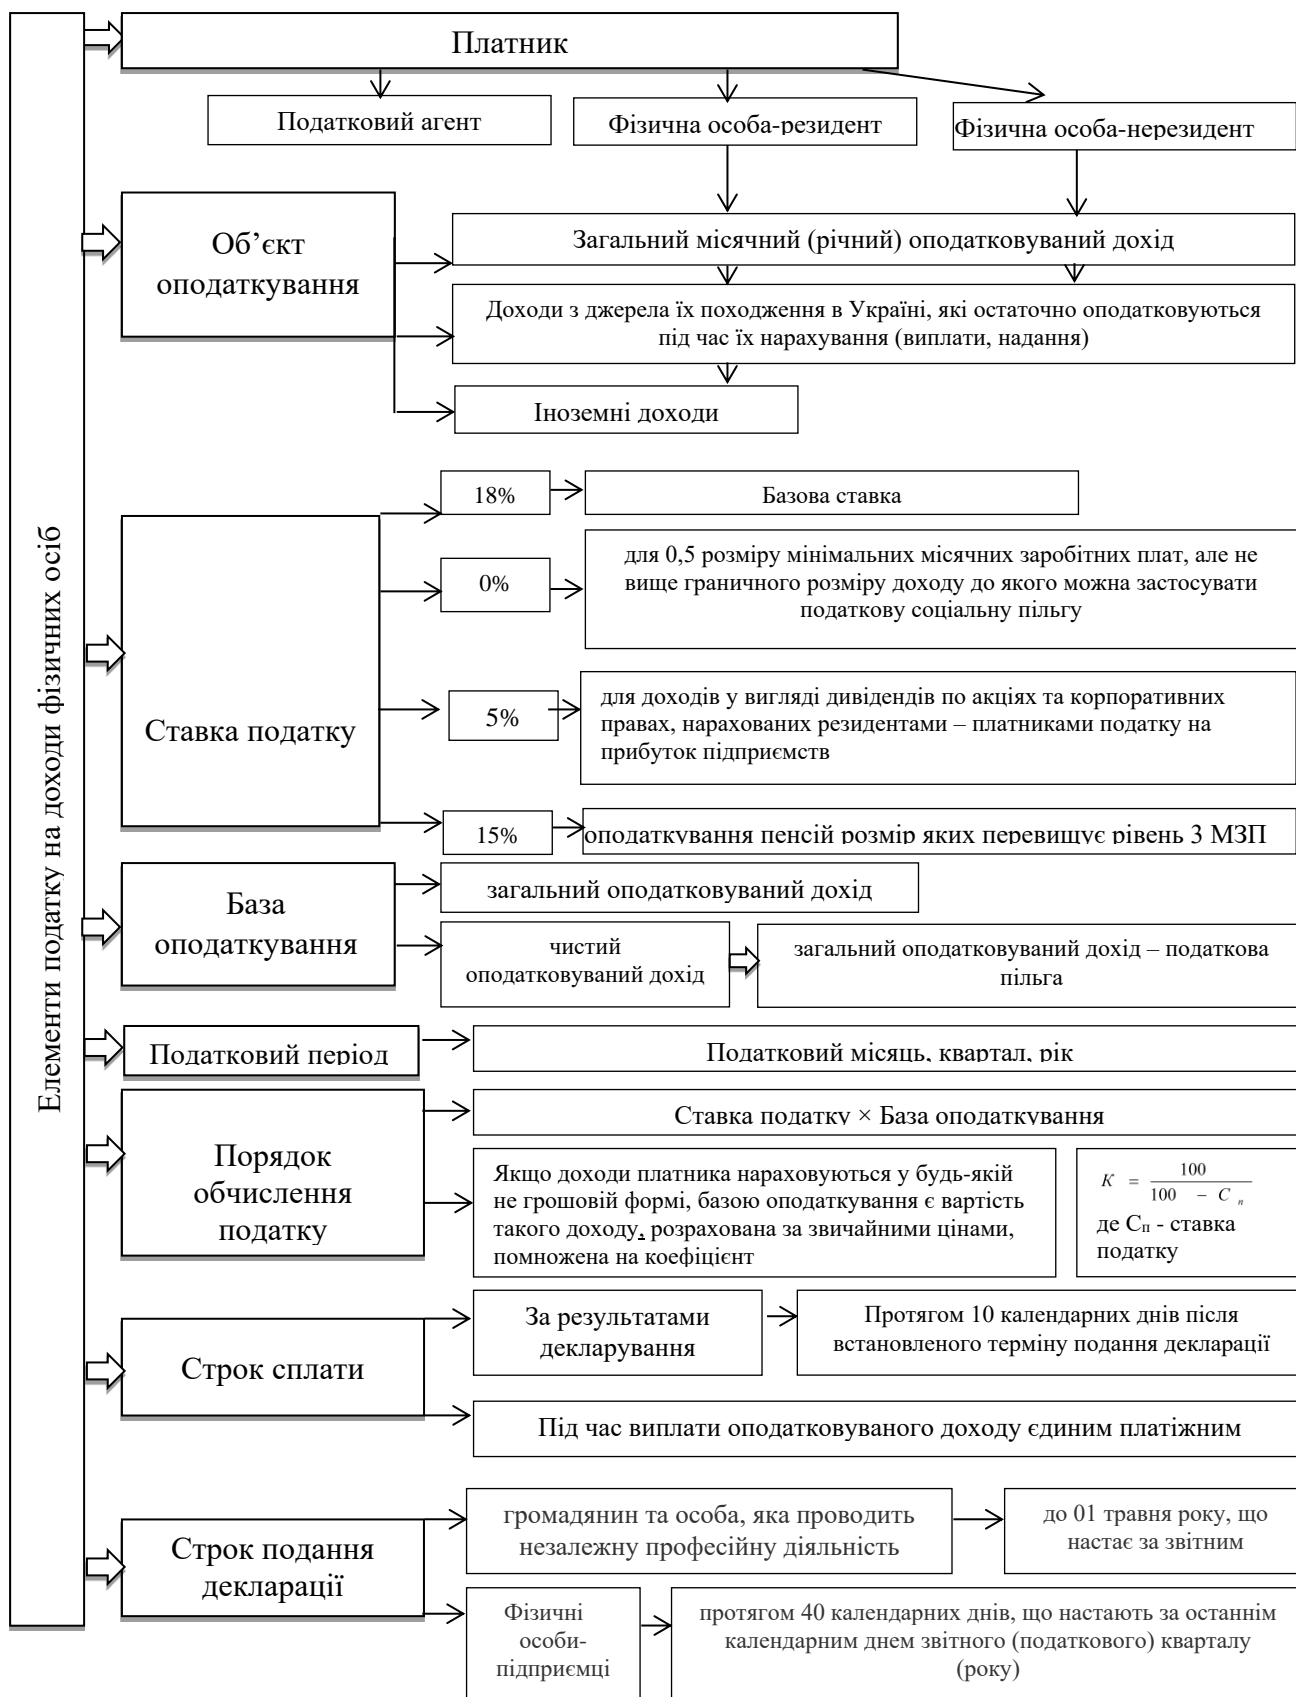 Елементи податку на доходи фізичних осіб
Платник
Податковий агент
Фізична особа-резидент
Фізична особа-нерезидент
Об’єкт
оподаткування
Загальний місячний (річний) оподатковуваний дохід
Доходи з джерела їх походження в Україні, які остаточно оподатковуються
під час їх нарахування (виплати, надання)
Іноземні доходи
Ставка податку
18%
Базова ставка
0%
для 0,5 розміру мінімальних місячних заробітних плат, але не
вище граничного розміру доходу до якого можна застосувати
податкову соціальну пільгу
5%
для доходів у вигляді дивідендів по акціях та корпоративних
правах, нарахованих резидентами – платниками податку на
прибуток підприємств
15%
оподаткування пенсій розмір яких перевищує рівень 3 МЗП
База
оподаткування
загальний оподатковуваний дохід
чистий
оподатковуваний дохід
загальний оподатковуваний дохід – податкова
пільга
Податковий період
Податковий місяць, квартал, рік
Порядок
обчислення
податку
Ставка податку × База оподаткування
Якщо доходи платника нараховуються у будь-якій
не грошовій формі, базою оподаткування є вартість
такого доходу, розрахована за звичайними цінами,
помножена на коефіцієнт
K = 100 / (100 - C п)
де Сп - ставка
податку
Строк сплати
За результатами
декларування
Протягом 10 календарних днів після
встановленого терміну подання декларації
Під час виплати оподатковуваного доходу єдиним платіжним
Строк подання
декларації
громадянин та особа, яка проводить
незалежну професійну діяльність
до 01 травня року, що
настає за звітним
Фізичні
особи-
підприємці
протягом 40 календарних днів, що настають за останнім
календарним днем звітного (податкового) кварталу
(року)